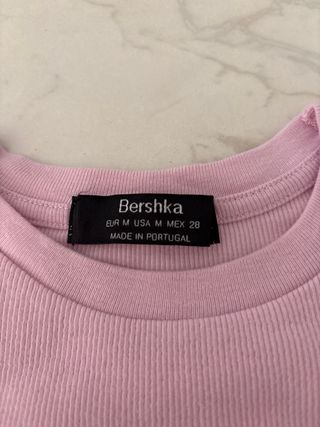 Bershka
EUR M USA M MEX 28
MADE IN PORTUGAL